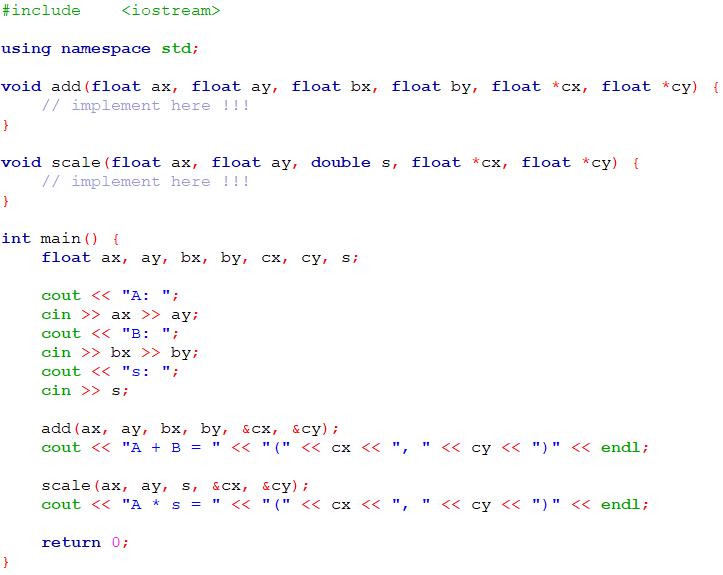 #include    <iostream>

using namespace std;

void add(float ax, float ay, float bx, float by, float *cx, float *cy) {
    // implement here !!!
}

void scale(float ax, float ay, double s, float *cx, float *cy) {
    // implement here !!!
}

int main() {
    float ax, ay, bx, by, cx, cy, s;

    cout << "A: ";
    cin >> ax >> ay;
    cout << "B: ";
    cin >> bx >> by;
    cout << "s: ";
    cin >> s;

    add(ax, ay, bx, by, &cx, &cy);
    cout << "A + B = " << "(" << cx << ", " << cy << ")" << endl;

    scale(ax, ay, s, &cx, &cy);
    cout << "A * s = " << "(" << cx << ", " << cy << ")" << endl;

    return 0;
}